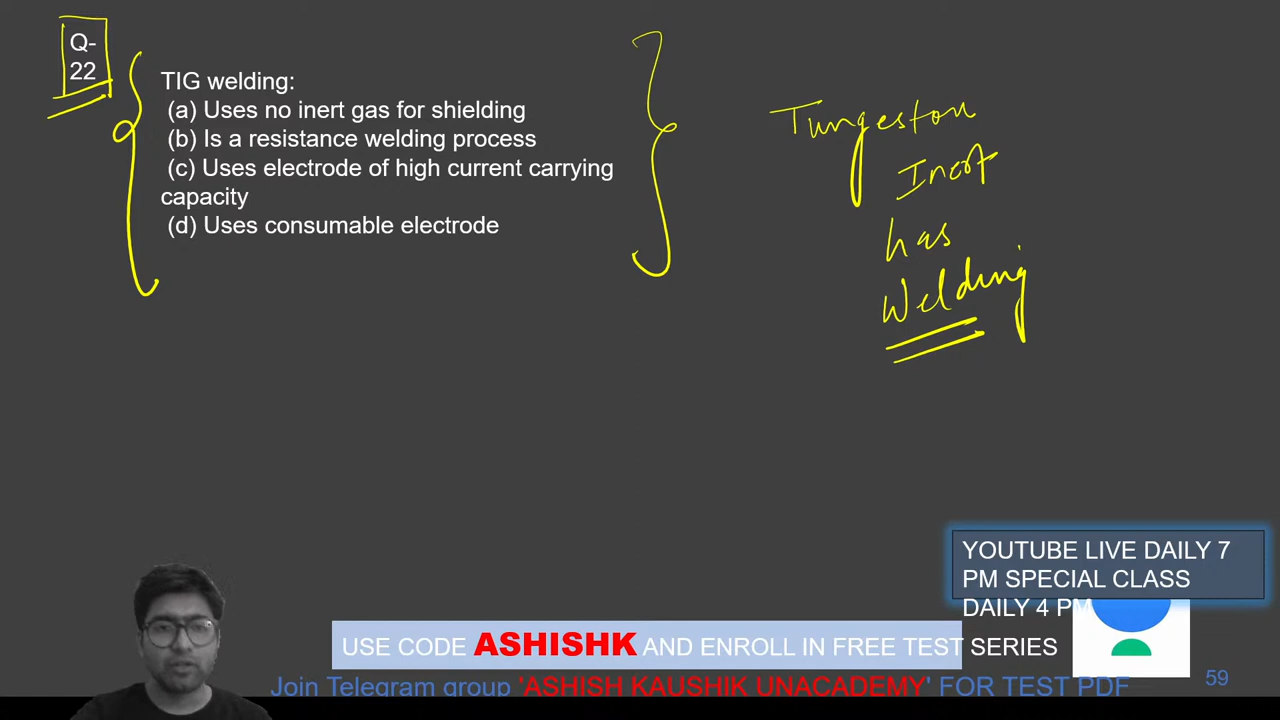 Q-
22
TIG welding:
(a) Uses no inert gas for shielding
(b) Is a resistance welding process
(c) Uses electrode of high current carrying
capacity
(d) Uses consumable electrode
Tungeston
Inert
has
Welding
YOUTUBE LIVE DAILY 7
PM SPECIAL CLASS
DAILY 4 PM
USE CODE ASHISHK AND ENROLL IN FREE TEST SERIES
Join Telegram group 'ASHISH KAUSHIK UNACADEMY' FOR TEST PDF
59